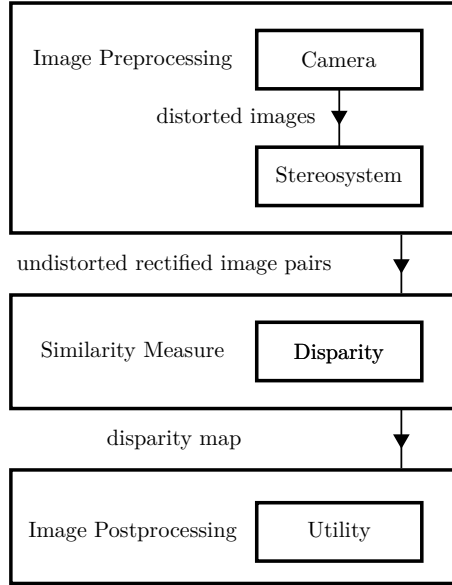 Image Preprocessing
Camera
distorted images
Stereosystem
undistorted rectified image pairs
Similarity Measure
Disparity
disparity map
Image Postprocessing
Utility